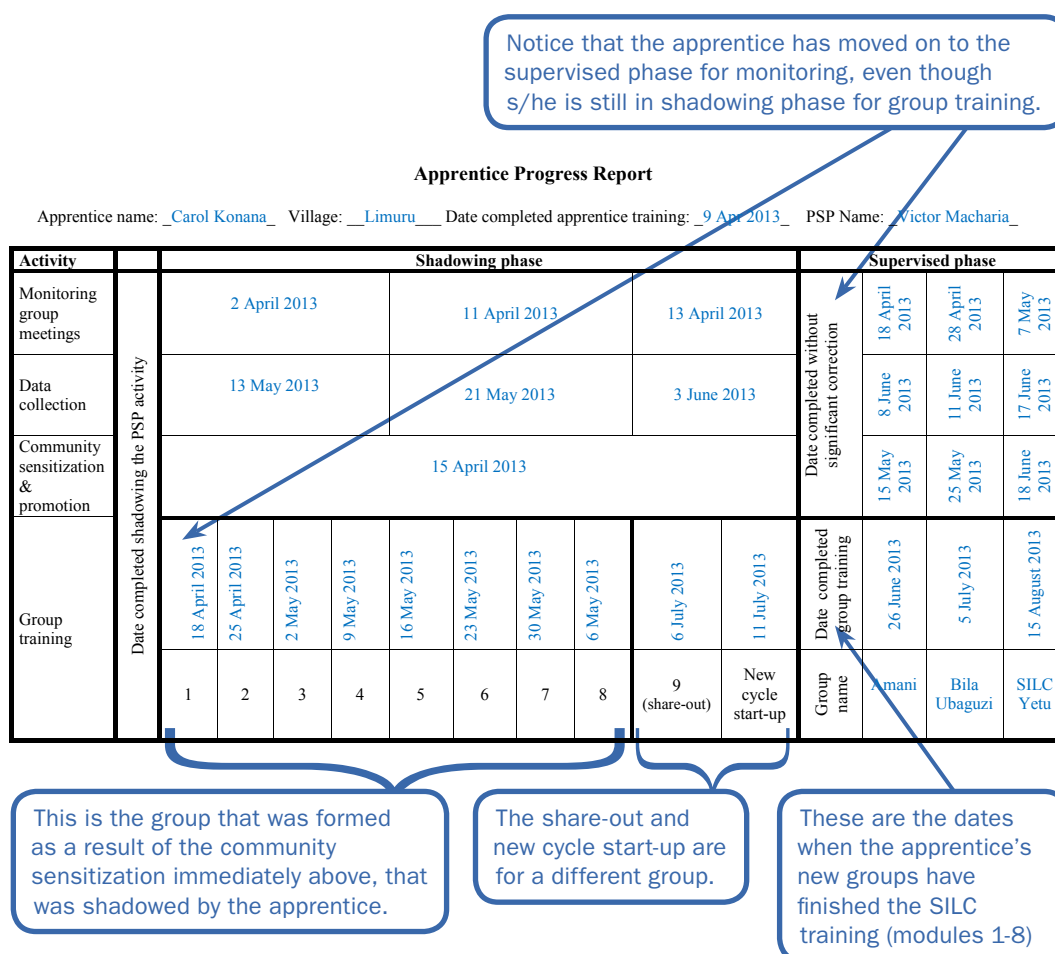 Notice that the apprentice has moved on to the
supervised phase for monitoring, even though
s/he is still in shadowing phase for group training.
Apprentice Progress Report
Apprentice name: _Carol Konana_ Village: __Limuru___ Date completed apprentice training: _9 Apr 2013_ PSP Name: _Victor Macharia_
Activity
Shadowing phase
Supervised phase
Date completed shadowing the PSP activity
Monitoring
group
meetings
2 April 2013
11 April 2013
13 April 2013
Date completed without
significant correction
18 April
2013
28 April
2013
7 May
2013
Data
collection
13 May 2013
21 May 2013
3 June 2013
8 June
2013
11 June
2013
17 June
2013
Community
sensitization
&
promotion
15 April 2013
15 May
2013
25 May
2013
18 June
2013
Group
training
18 April 2013
25 April 2013
2 May 2013
9 May 2013
16 May 2013
23 May 2013
30 May 2013
6 May 2013
6 July 2013
11 July 2013
Date completed
group training
26 June 2013
5 July 2013
15 August 2013
1
2
3
4
5
6
7
8
9
(share-out)
New
cycle
start-up
Group
name
Amani
Bila
Ubaguzi
SILC
Yetu
This is the group that was formed
as a result of the community
sensitization immediately above, that
was shadowed by the apprentice.
The share-out and
new cycle start-up are
for a different group.
These are the dates
when the apprentice's
new groups have
finished the SILC
training (modules 1-8)